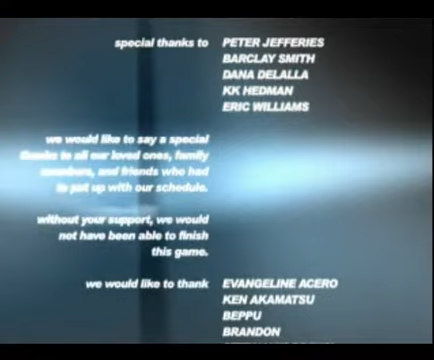 special thanks to PETER JEFFERIES
BARCLAY SMITH
DANA DELALLA
KK HEDMAN
ERIC WILLIAMS
we would like to say a special
thanks to all our loved ones, family
members, and friends who had
to put up with our schedule.
without your support, we would
not have been able to finish
this game.
we would like to thank EVANGELINE ACERO
KEN AKAMATSU
BEPPU
BRANDON